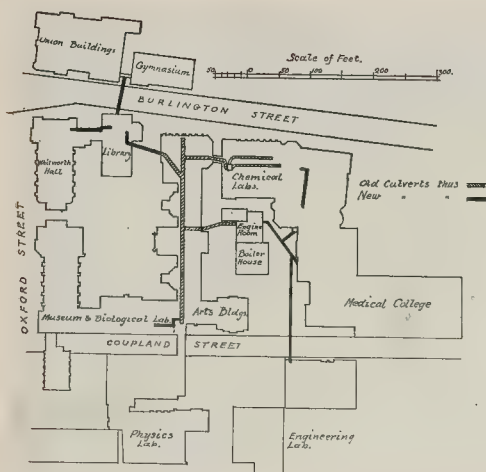 Union Buildings
Gymnasium
Scale of Feet.
50 0 50 100 200 300.
BURLINGTON STREET
Library
Whitworth Hall
Chemical
Labs.
Old Culverts thus
New " "
OXFORD STREET
Engine
Room
Boiler
House
Medical College
Museum & Biological Lab.
Arts Bldgs.
COUPLAND STREET
Physics
Lab.
Engineering
Lab.